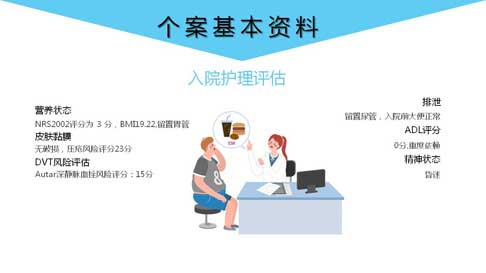 个案基本资料
入院护理评估
营养状态
NRS2002评分为 3 分，BMI19.22,留置胃管
皮肤黏膜
无破损，压疮风险评分23分
DVT风险评估
Autar深静脉血栓风险评分：15分
排泄
留置尿管，入院前大便正常
ADL评分
0分,重度依赖
精神状态
昏迷